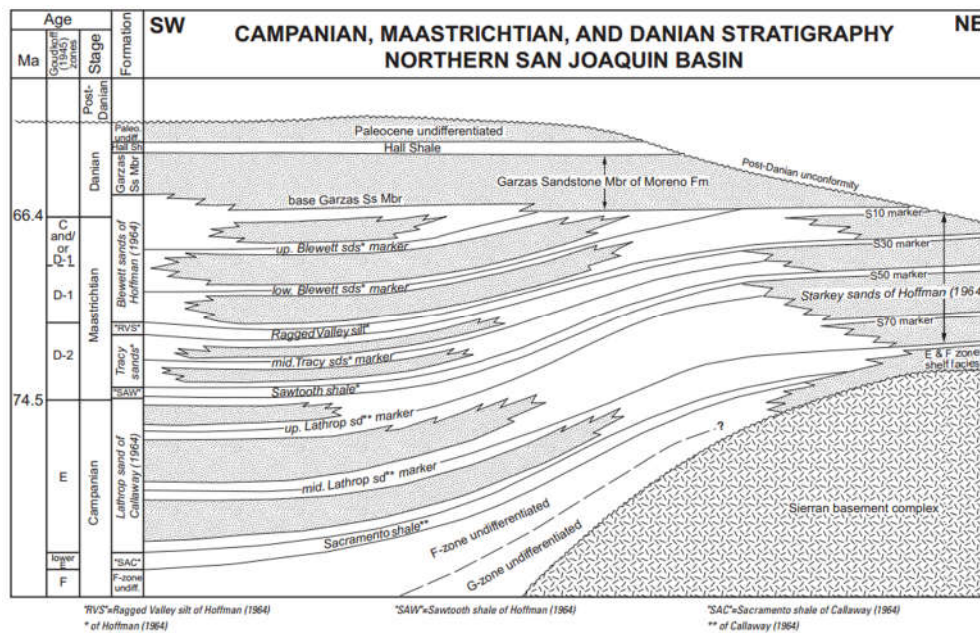 Age
SW
CAMPANIAN, MAASTRICHTIAN, AND DANIAN STRATIGRAPHY
NORTHERN SAN JOAQUIN BASIN
NE
Ma
Goudkoff
(1945)
zones
Stage
Formation
Post-
Danian
Danian
Maastrichtian
Campanian
66.4
74.5
C
and/
or
D-1
D-1
D-2
E
lower
E
F
Paleo.
undiff.
Hall Sh
Garzas
Ss Mbr
Blewett sands of
Hoffman (1964)
"RVS"
Tracy
sands*
"SAW"
Lathrop sand of
Callaway (1964)
"SAC"
F-zone
undiff.
Paleocene undifferentiated
Hall Shale
Post-Danian
unconformity
Garzas Sandstone Mbr of Moreno Fm
base Garzas Ss Mbr
S10 marker
up. Blewett sds* marker
S30 marker
low. Blewett sds* marker
S50 marker
Starkey sands of Hoffman (1964
S70 marker
Ragged Valley silt*
mid.Tracy sds* marker
E & F zone
shelf facies
Sawtooth shale*
up. Lathrop sd** marker
?
mid. Lathrop sd** marker
Sierran basement complex
Sacramento shale**
F-zone undifferentiated
G-zone undifferentiated
"RVS"=Ragged Valley silt of Hoffman (1964)
"SAW"=Sawtooth shale of Hoffman (1964)
"SAC"=Sacramento shale of Callaway (1964)
* of Hoffman (1964)
** of Callaway (1964)